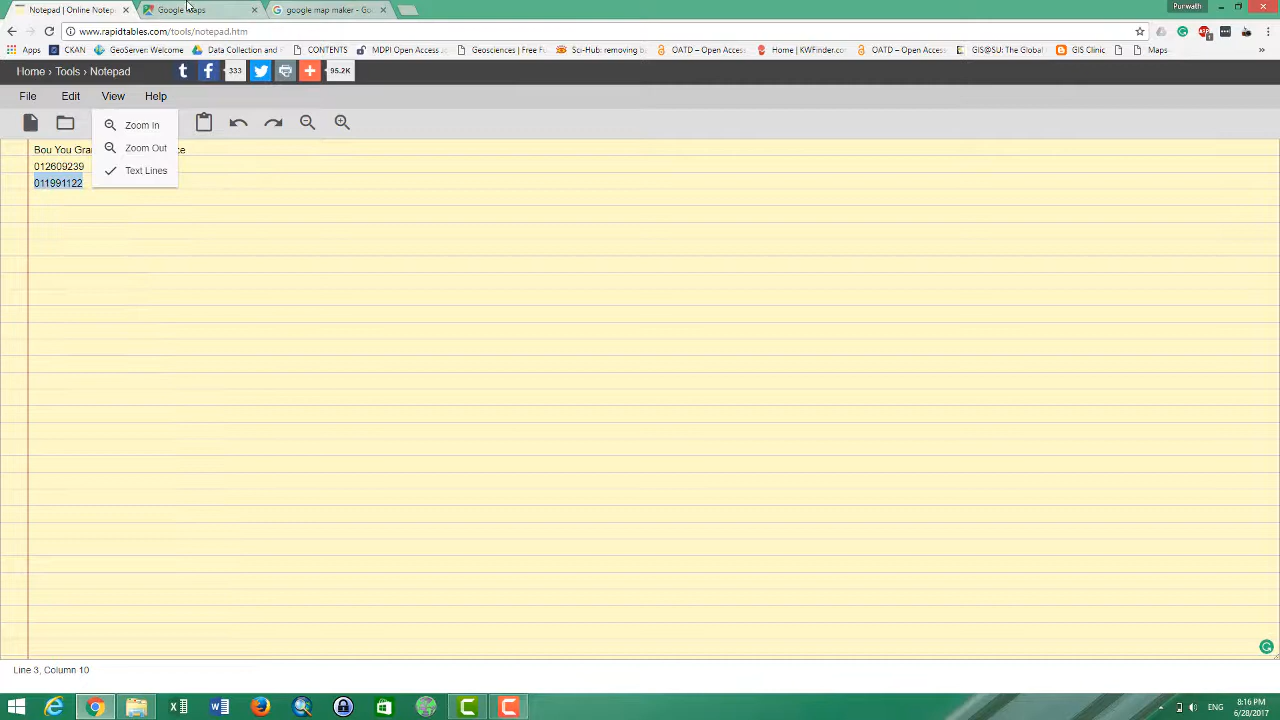 Notepad | Online Notep
Google Maps
google map maker - Go
Purwath
www.rapidtables.com/tools/notepad.htm
Apps CKAN GeoServer Welcome Data Collection and CONTENTS MDPI Open Access Geosciences | Free Fu Sci-Hub: removing b OATD – Open Access Home | KWFinder.co OATD – Open Access GIS@SU: The Global GIS Clinic Maps »
Home › Tools › Notepad t f 333 95.2K
File Edit View Help
Zoom In
Zoom Out
Text Lines
Bou You Gra
012609239
011991122
Line 3, Column 10
ENG
8:16 PM
6/28/2017